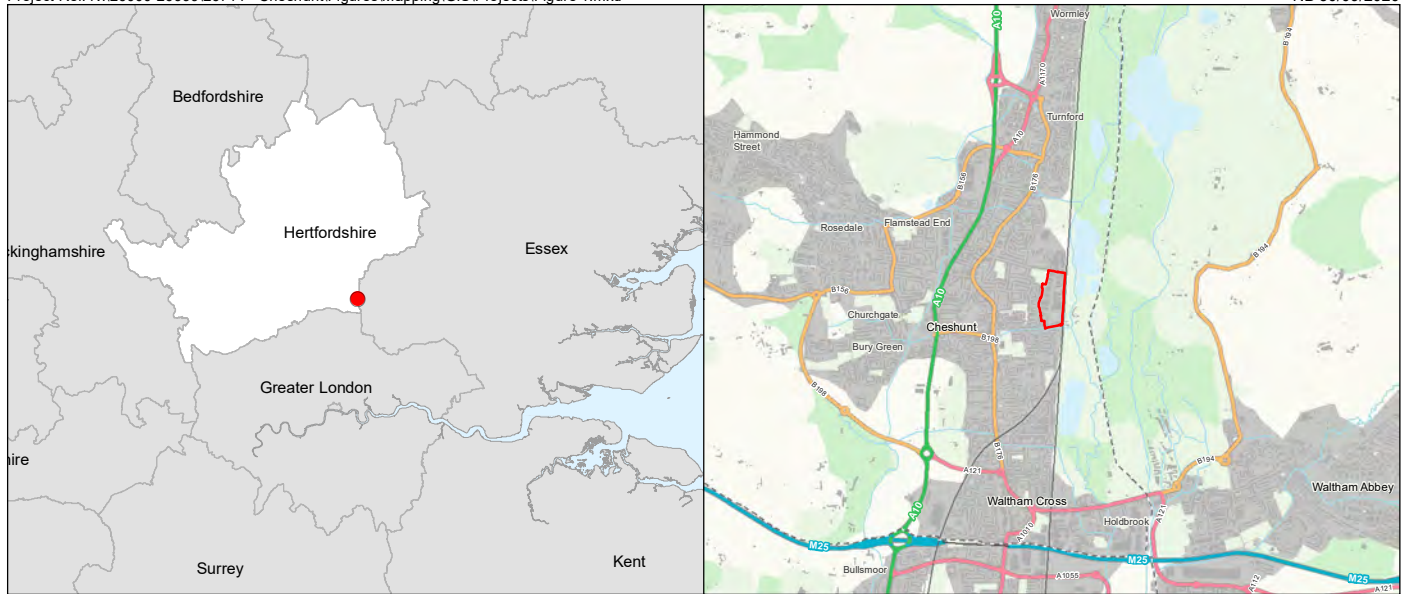 Bedfordshire
Hertfordshire
Essex
ckinghamshire
Greater London
hire
Surrey
Kent
A10
Wormley
B194
A1170
Turnford
Hammond
Street
A10
B156
B176
Flamstead End
Rosedale
B194
B156
A10
Churchgate
Cheshunt
B198
Bury Green
B198
B176
A121
B194
Waltham Cross
Waltham Abbey
Holdbrook
A121
A10
A1010
M25
M25
Bullsmoor
A1055
A112
M25
A121